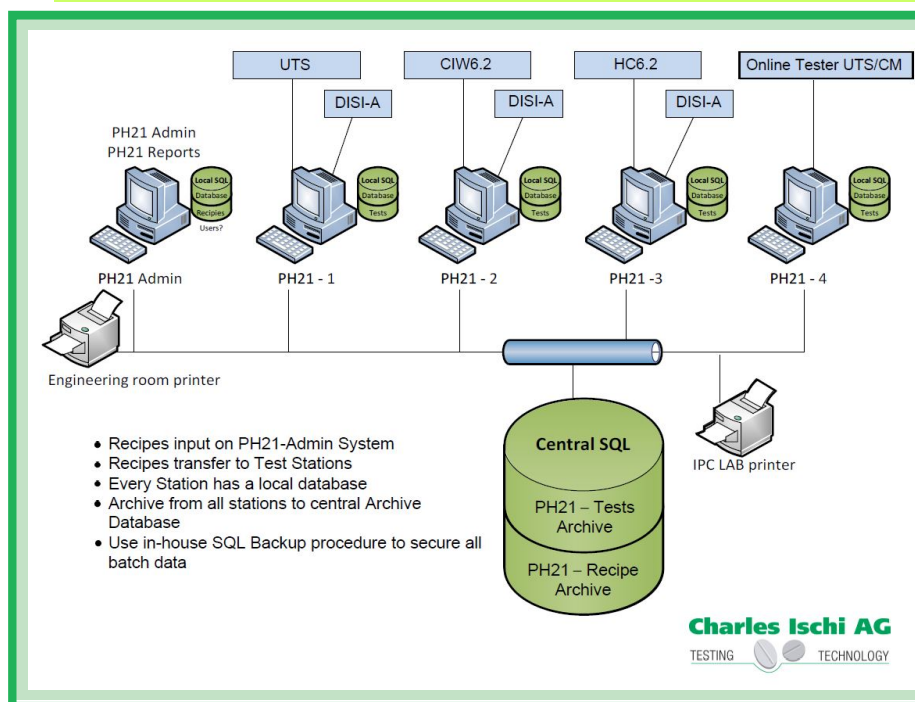 UTS
CIW6.2
HC6.2
Online Tester UTS/CM
DISI-A
DISI-A
DISI-A
PH21 Admin
PH21 Reports
Local SQL
Database
Recipies
Users?
Local SQL
Database
Tests
Local SQL
Database
Tests
Local SQL
Database
Tests
Local SQL
Database
Tests
PH21 Admin
PH21 - 1
PH21 - 2
PH21 -3
PH21 - 4
Engineering room printer
IPC LAB printer
• Recipes input on PH21-Admin System
• Recipes transfer to Test Stations
• Every Station has a local database
• Archive from all stations to central Archive
Database
• Use in-house SQL Backup procedure to secure all
batch data
Central SQL
PH21 – Tests
Archive
PH21 – Recipe
Archive
Charles Ischi AG
TESTING TECHNOLOGY